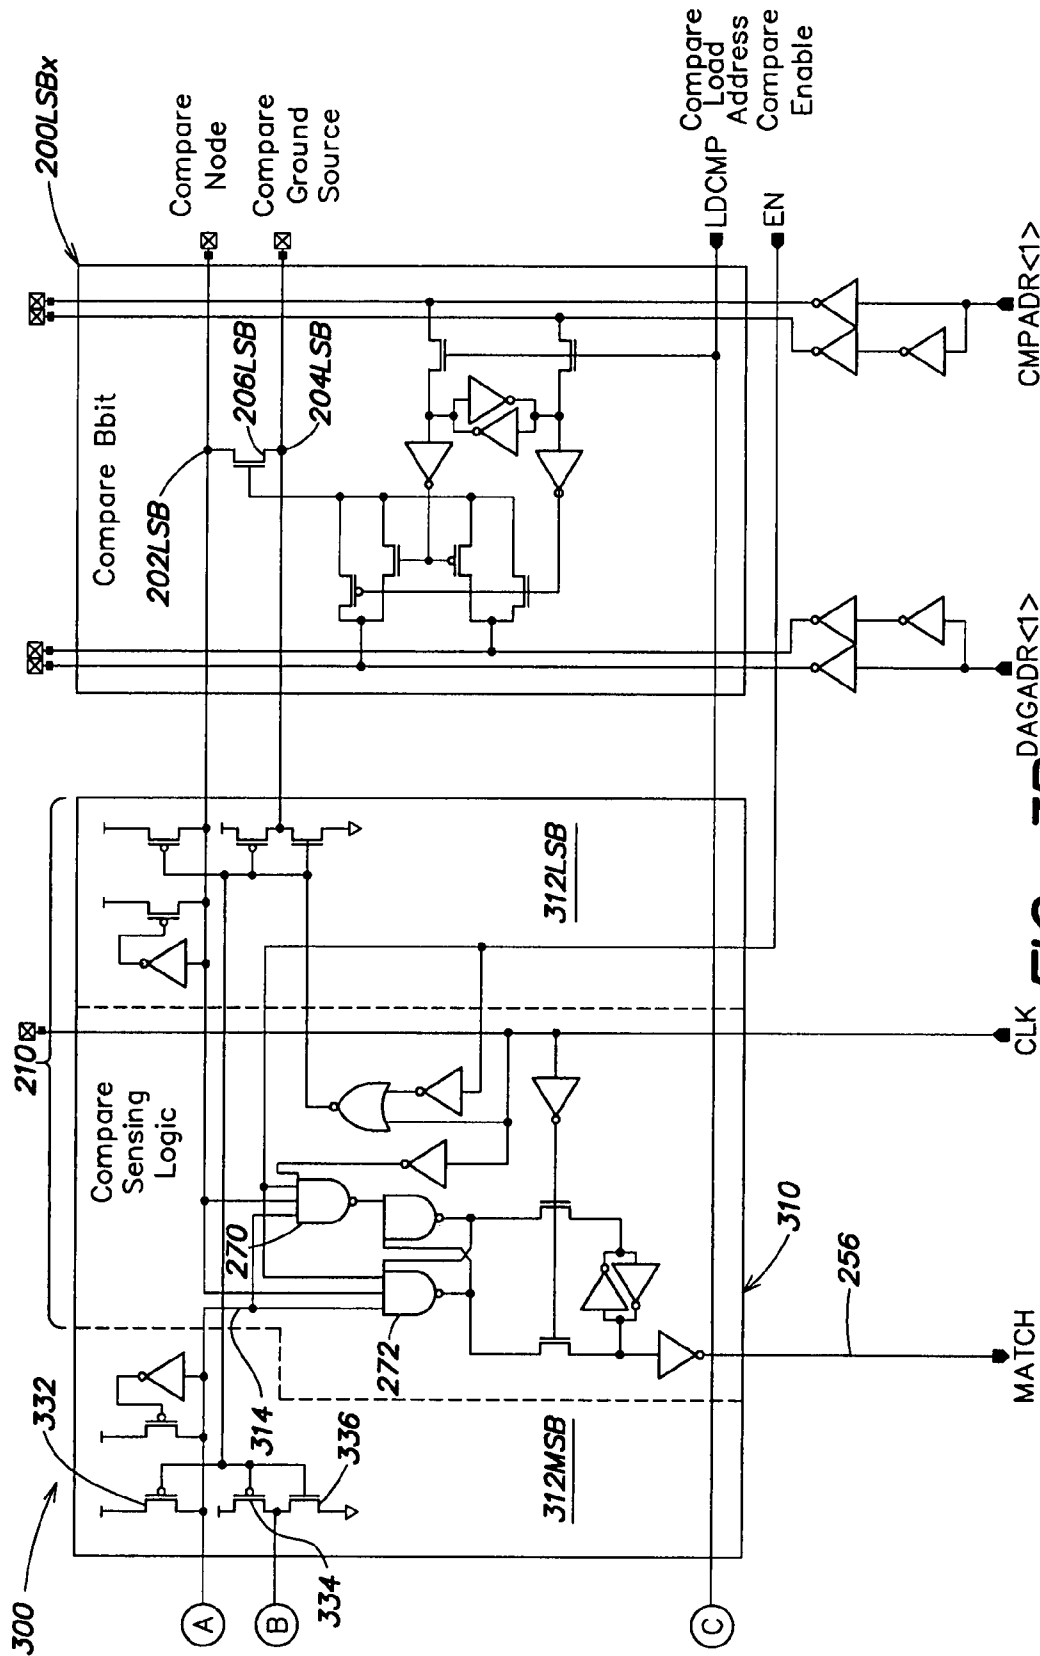 300
332
314
334
336
A
B
C
312MSB
210
Compare
Sensing
Logic
270
272
310
256
MATCH
CLK
312LSB
200LSBx
Compare Bbit
202LSB
206LSB
204LSB
Compare
Node
Compare
Ground
Source
LDCMP
Compare
Load
Address
EN
Compare
Enable
DAGADR<1>
CMPADR<1>